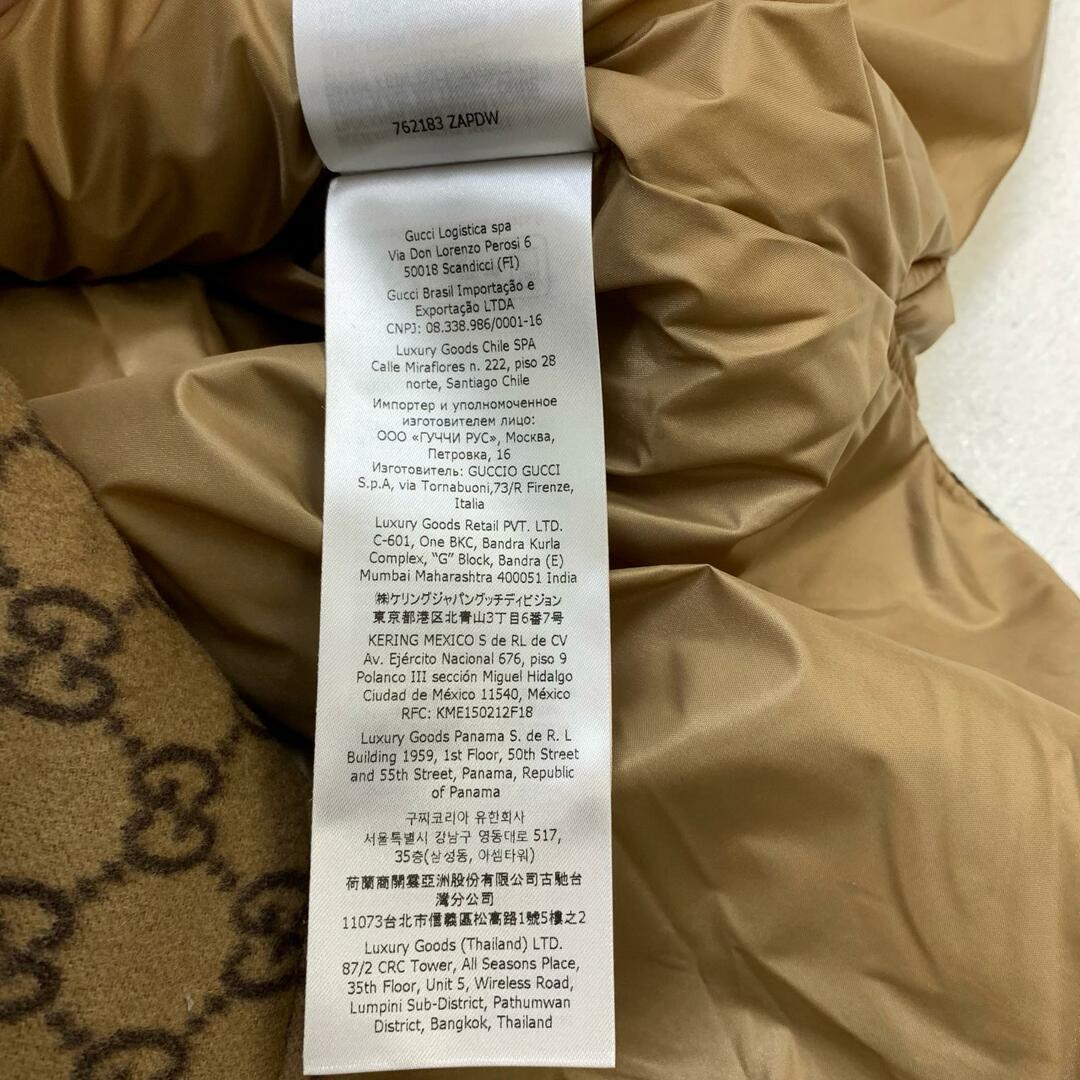 762183 ZAPDW
Gucci Logistica spa
Via Don Lorenzo Perosi 6
50018 Scandicci (FI)
Gucci Brasil Importação e
Exportação LTDA
CNPJ: 08.338.986/0001-16
Luxury Goods Chile SPA
Calle Miraflores n. 222, piso 28
norte, Santiago Chile
Импортер и уполномоченное
изготовителем лицо:
ООО «ГУЧЧИ РУС», Москва,
Петровка, 16
Изготовитель: GUCCIO GUCCI
S.p.A, via Tornabuoni,73/R Firenze,
Italia
Luxury Goods Retail PVT. LTD.
C-601, One BKC, Bandra Kurla
Complex, “G” Block, Bandra (E)
Mumbai Maharashtra 400051 India
㈱ケリングジャパングッチディビジョン
東京都港区北青山3丁目6番7号
KERING MEXICO S de RL de CV
Av. Ejército Nacional 676, piso 9
Polanco III sección Miguel Hidalgo
Ciudad de México 11540, México
RFC: KME150212F18
Luxury Goods Panama S. de R. L
Building 1959, 1st Floor, 50th Street
and 55th Street, Panama, Republic
of Panama
구찌코리아 유한회사
서울특별시 강남구 영동대로 517,
35층(삼성동, 아셈타워)
荷蘭商開雲亞洲股份有限公司古馳台
灣分公司
11073台北市信義區松高路1號5樓之2
Luxury Goods (Thailand) LTD.
87/2 CRC Tower, All Seasons Place,
35th Floor, Unit 5, Wireless Road,
Lumpini Sub-District, Pathumwan
District, Bangkok, Thailand